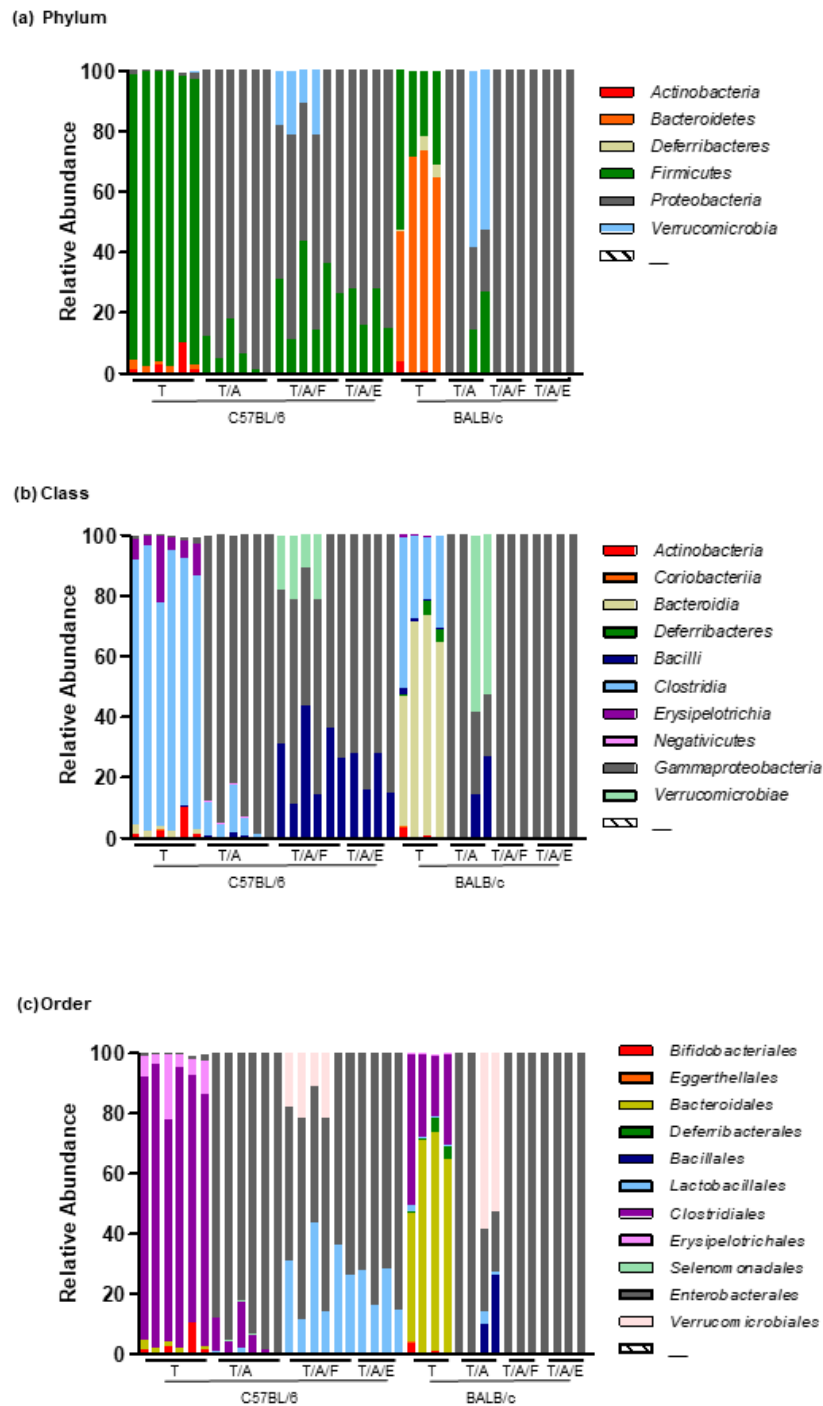 (a) Phylum
Relative Abundance
100
80
60
40
20
0
T T/A T/A/F T/A/E T T/A T/A/F T/A/E
C57BL/6 BALB/c
Actinobacteria
Bacteroidetes
Deferribacteres
Firmicutes
Proteobacteria
Verrucomicrobia
__
(b) Class
Relative Abundance
100
80
60
40
20
0
T T/A T/A/F T/A/E T T/A T/A/F T/A/E
C57BL/6 BALB/c
Actinobacteria
Coriobacteriia
Bacteroidia
Deferribacteres
Bacilli
Clostridia
Erysipelotrichia
Negativicutes
Gammaproteobacteria
Verrucomicrobiae
__
(c) Order
Relative Abundance
100
80
60
40
20
0
T T/A T/A/F T/A/E T T/A T/A/F T/A/E
C57BL/6 BALB/c
Bifidobacteriales
Eggerthellales
Bacteroidales
Deferribacterales
Bacillales
Lactobacillales
Clostridiales
Erysipelotrichales
Selenomonadales
Enterobacterales
Verrucomicrobiales
__